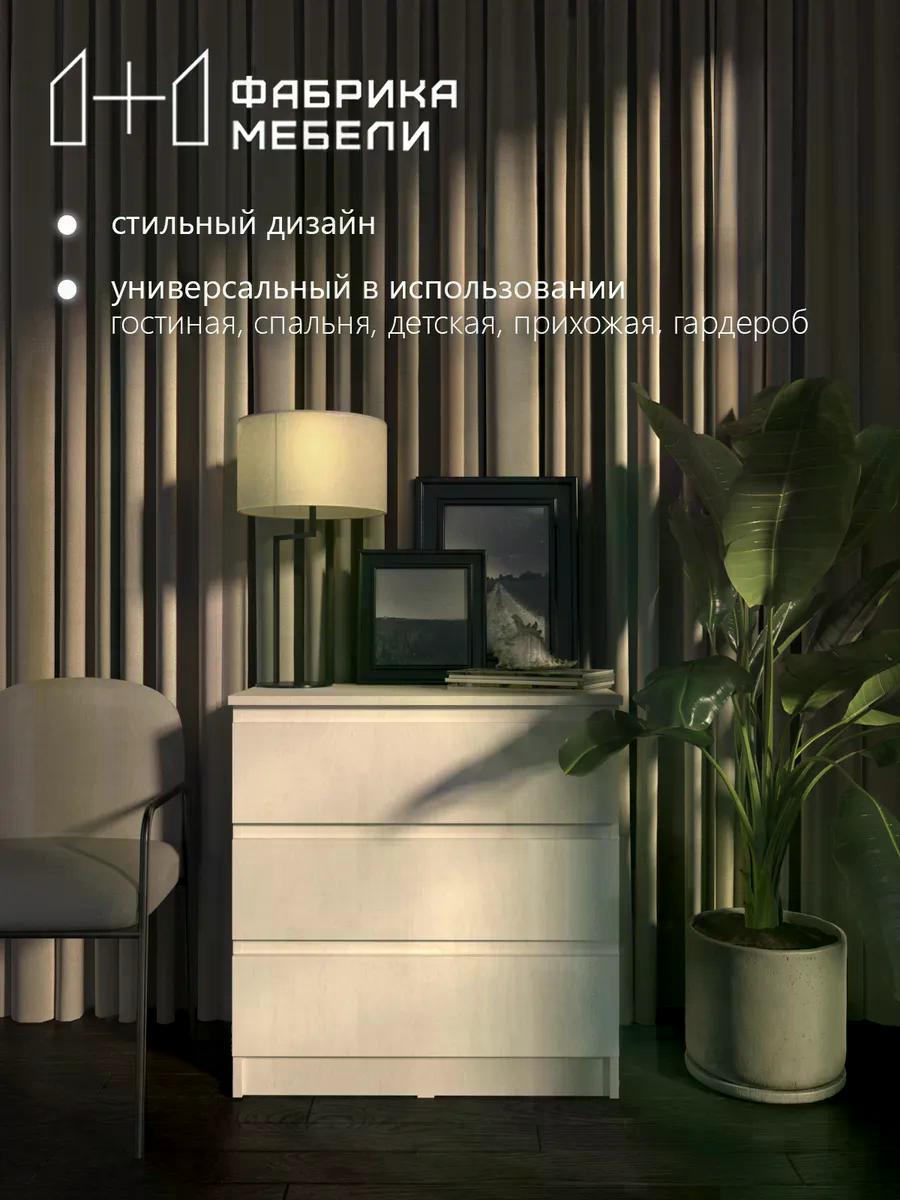 1+1 ФАБРИКА
МЕБЕЛИ
стильный дизайн
универсальный в использовании
гостиная, спальня, детская, прихожая, гардероб